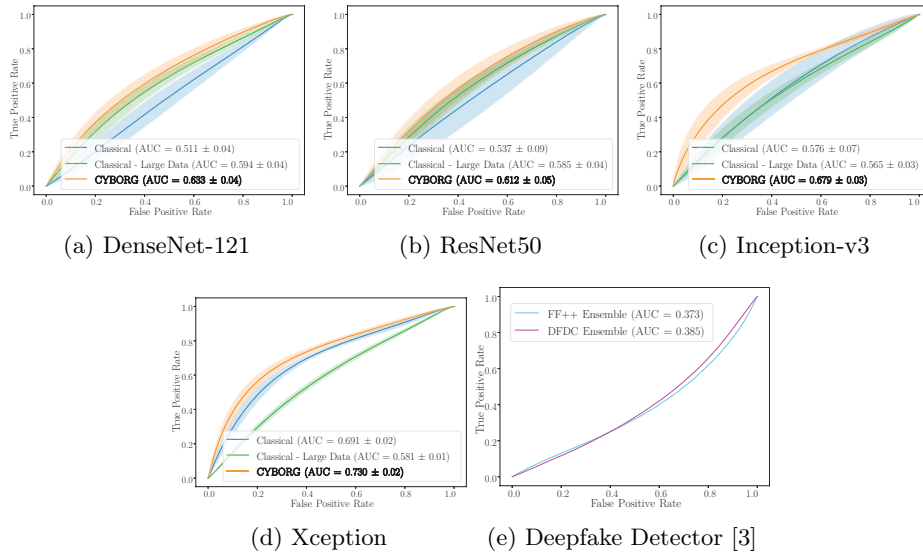 1.0
0.8
0.6
0.4
0.2
0.0
True Positive Rate
Classical (AUC = 0.511 ± 0.04)
Classical - Large Data (AUC = 0.594 ± 0.04)
CYBORG (AUC = 0.633 ± 0.04)
0.0 0.2 0.4 0.6 0.8 1.0
False Positive Rate
(a) DenseNet-121
1.0
0.8
0.6
0.4
0.2
0.0
True Positive Rate
Classical (AUC = 0.537 ± 0.09)
Classical - Large Data (AUC = 0.585 ± 0.04)
CYBORG (AUC = 0.612 ± 0.05)
0.0 0.2 0.4 0.6 0.8 1.0
False Positive Rate
(b) ResNet50
1.0
0.8
0.6
0.4
0.2
0.0
True Positive Rate
Classical (AUC = 0.576 ± 0.07)
Classical - Large Data (AUC = 0.565 ± 0.03)
CYBORG (AUC = 0.679 ± 0.03)
0.0 0.2 0.4 0.6 0.8 1.0
False Positive Rate
(c) Inception-v3
1.0
0.8
0.6
0.4
0.2
0.0
True Positive Rate
Classical (AUC = 0.691 ± 0.02)
Classical - Large Data (AUC = 0.581 ± 0.01)
CYBORG (AUC = 0.730 ± 0.02)
0.0 0.2 0.4 0.6 0.8 1.0
False Positive Rate
(d) Xception
1.0
0.8
0.6
0.4
0.2
0.0
True Positive Rate
FF++ Ensemble (AUC = 0.373)
DFDC Ensemble (AUC = 0.385)
0.0 0.2 0.4 0.6 0.8 1.0
False Positive Rate
(e) Deepfake Detector [3]